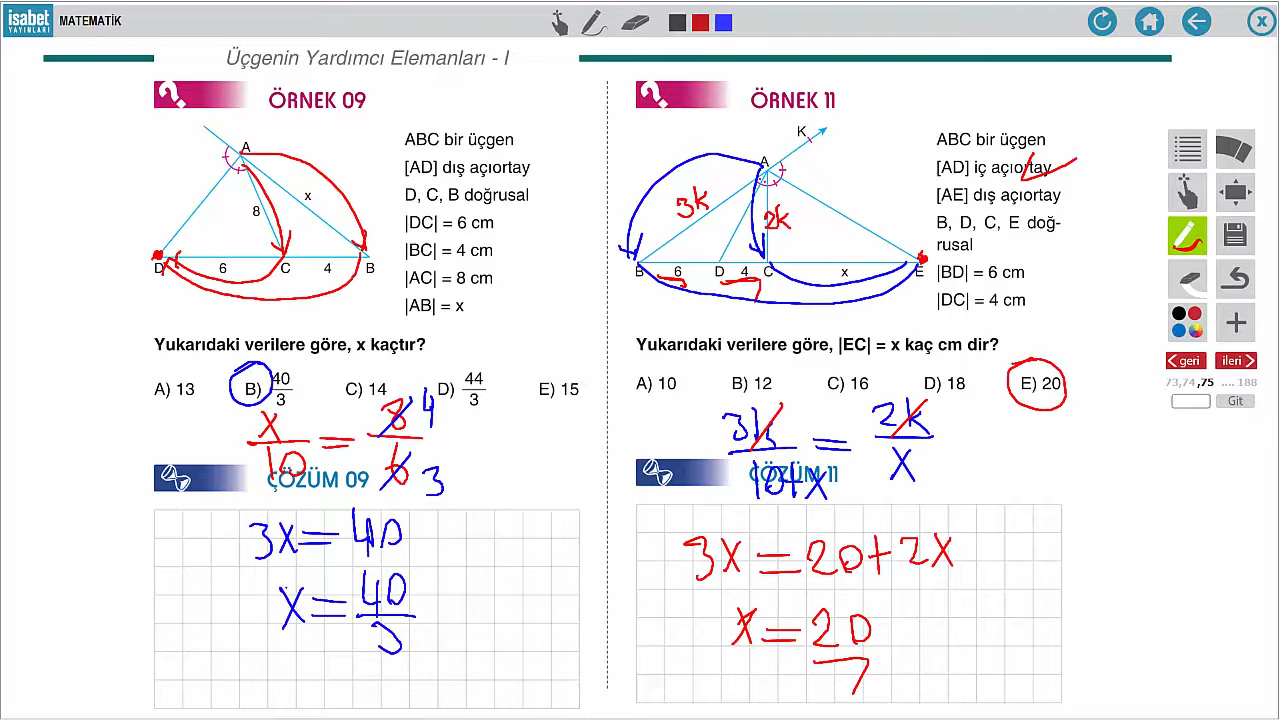 isabet
YAYINLARI
MATEMATİK
Üçgenin Yardımcı Elemanları - I
ÖRNEK 09
A
x
8
D
6
C
4
B
ABC bir üçgen
[AD] dış açıortay
D, C, B doğrusal
|DC| = 6 cm
|BC| = 4 cm
|AC| = 8 cm
|AB| = x
Yukarıdaki verilere göre, x kaçtır?
A) 13 B) 40/3 C) 14 D) 44/3 E) 15
x/10 = 8/6 4 3
ÇÖZÜM 09
3x = 40
x = 40/3
ÖRNEK 11
K
A
3k
2k
B
6
D
4
C
x
E
ABC bir üçgen
[AD] iç açıortay
[AE] dış açıortay
B, D, C, E doğ-
rusal
|BD| = 6 cm
|DC| = 4 cm
Yukarıdaki verilere göre, |EC| = x kaç cm dir?
A) 10 B) 12 C) 16 D) 18 E) 20
3k/10+x = 2k/x
ÇÖZÜM 11
3x = 20+2x
x = 20
geri
ileri
73,74,75 .... 188
Git